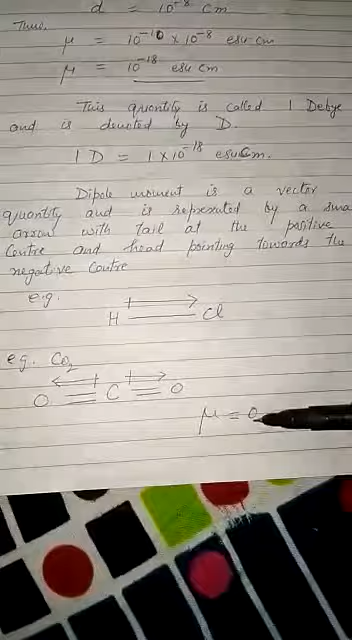 d = 10⁻⁸ cm
Thus,
μ = 10⁻¹⁰ × 10⁻⁸ esu cm
μ = 10⁻¹⁸ esu cm
This quantity is called 1 Debye
and is denoted by D.
1 D = 1 × 10⁻¹⁸ esu cm.
Dipole moment is a vector
quantity and is represented by a sma
arrow with tail at the positive
Centre and head pointing towards the
negative centre
e.g.
H Cl
eg. CO₂
O = C = O
μ = 0